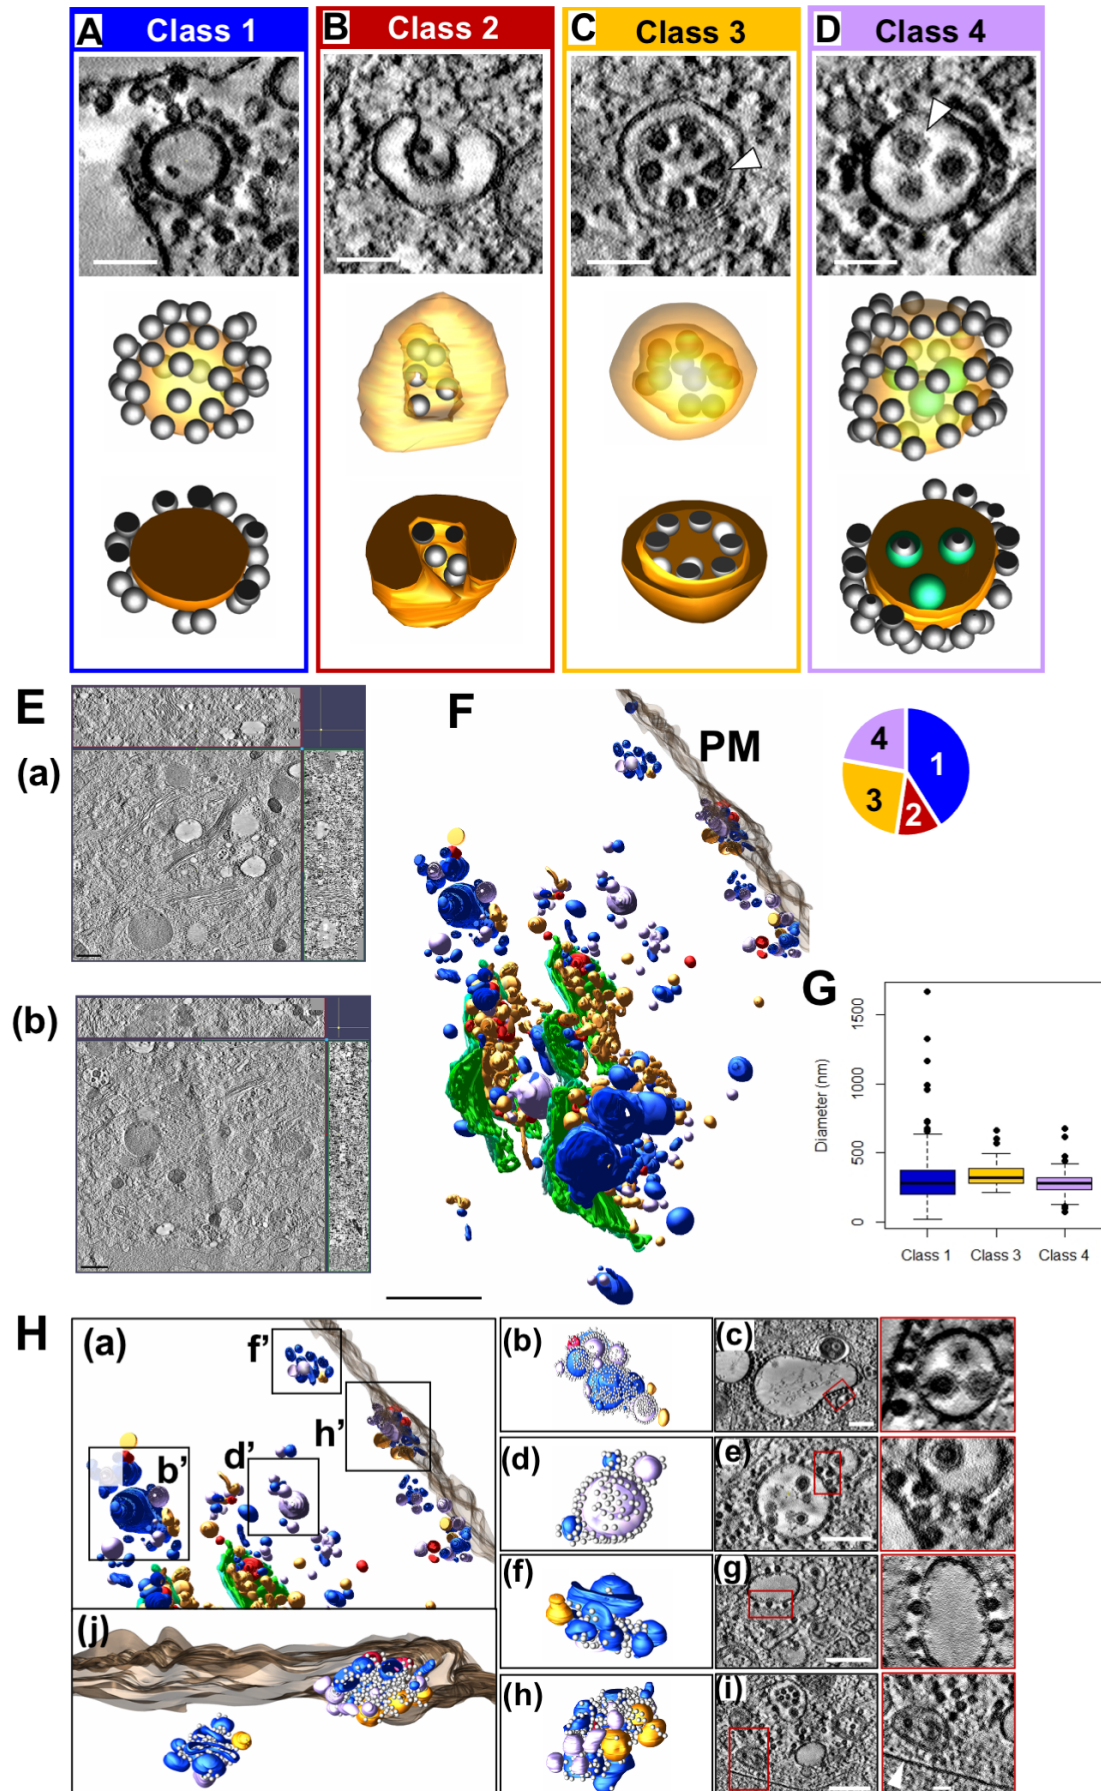 A Class 1
B Class 2
C Class 3
D Class 4
E
(a)
(b)
F
PM
4
1
3
2
G
Diameter (nm)
1500
1000
500
0
Class 1 Class 3 Class 4
H
(a)
f'
h'
b'
d'
(b)
(c)
(d)
(e)
(f)
(g)
(j)
(h)
(i)